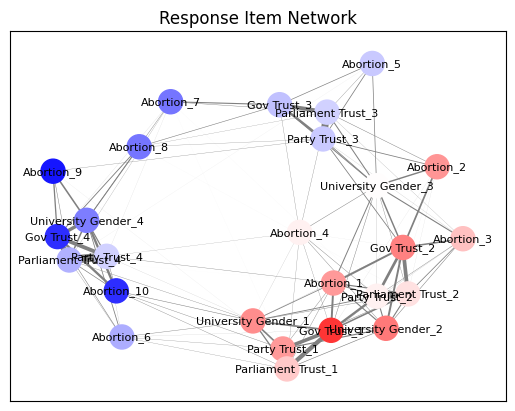 Response Item Network
Abortion_5
Abortion_7
Gov Trust_3
Parliament Trust_3
Party Trust_3
Abortion_8
Abortion_2
Abortion_9
University Gender_3
University Gender_4
Abortion_4
Gov Trust_4
Abortion_3
Gov Trust_2
Party Trust_4
Parliament Trust_4
Abortion_1
Abortion_10
Parliament Trust_2
Party Trust_2
University Gender_1
Gov Trust_1
University Gender_2
Abortion_6
Party Trust_1
Parliament Trust_1